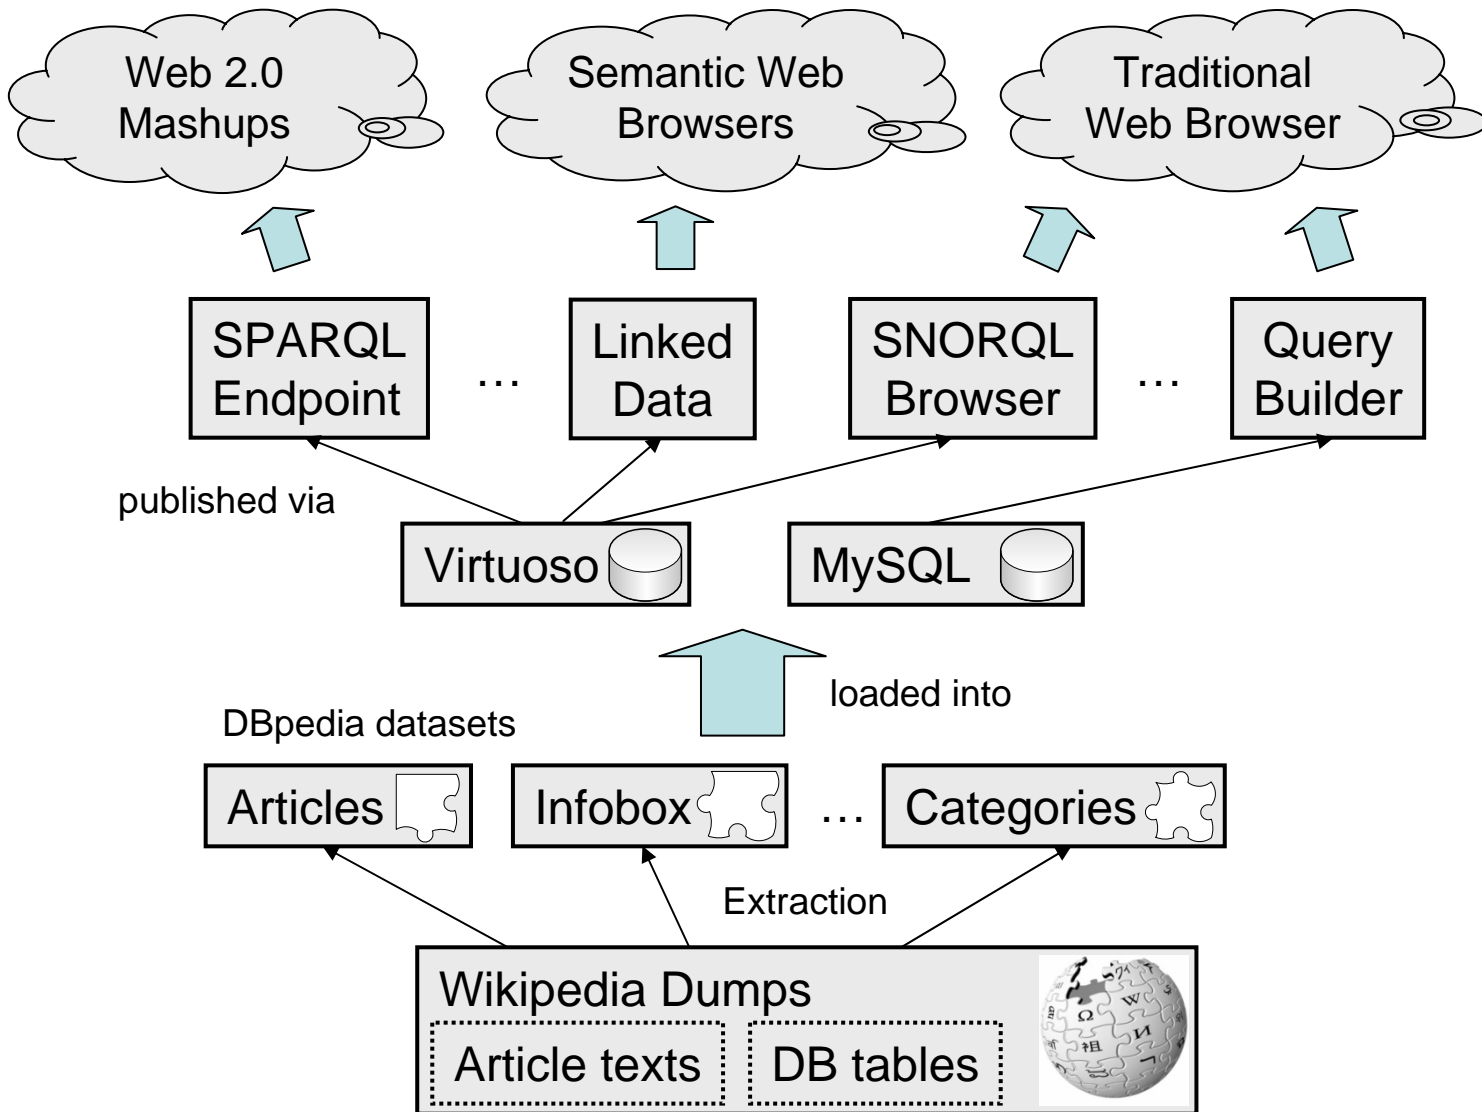 Web 2.0
Mashups
Semantic Web
Browsers
Traditional
Web Browser
SPARQL
Endpoint
…
Linked
Data
SNORQL
Browser
…
Query
Builder
published via
Virtuoso
MySQL
loaded into
DBpedia datasets
Articles
Infobox
…
Categories
Extraction
Wikipedia Dumps
Article texts
DB tables
Ω
W
И
祖